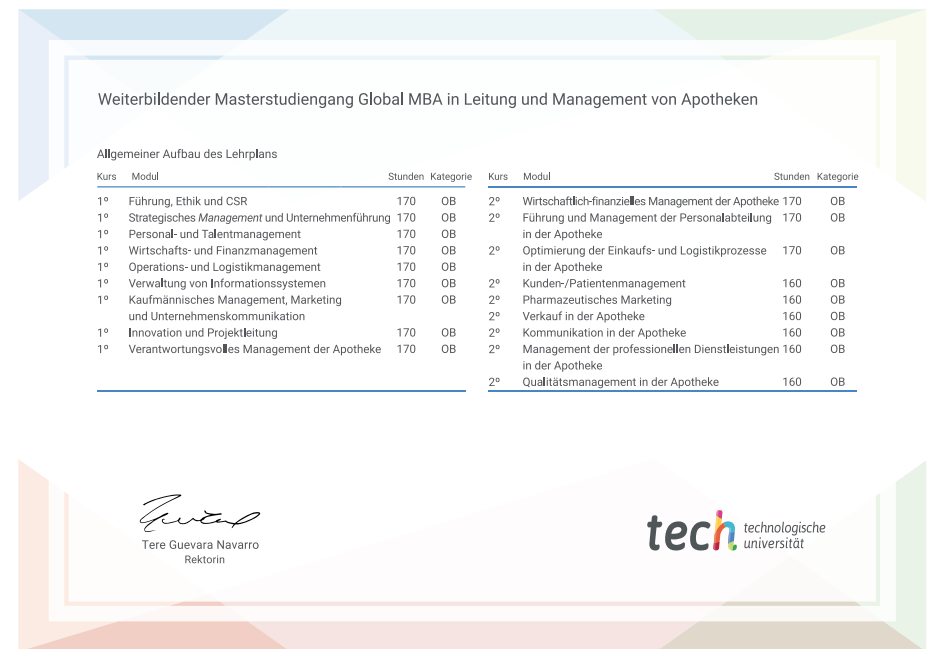 Weiterbildender Masterstudiengang Global MBA in Leitung und Management von Apotheken
Allgemeiner Aufbau des Lehrplans
Kurs Modul Stunden Kategorie
1º Führung, Ethik und CSR 170 OB
1º Strategisches Management und Unternehmenführung 170 OB
1º Personal- und Talentmanagement 170 OB
1º Wirtschafts- und Finanzmanagement 170 OB
1º Operations- und Logistikmanagement 170 OB
1º Verwaltung von Informationssystemen 170 OB
1º Kaufmännisches Management, Marketing 170 OB
und Unternehmenskommunikation
1º Innovation und Projektleitung 170 OB
1º Verantwortungsvolles Management der Apotheke 170 OB
Kurs Modul Stunden Kategorie
2º Wirtschaftlich-finanzielles Management der Apotheke 170 OB
2º Führung und Management der Personalabteilung 170 OB
in der Apotheke
2º Optimierung der Einkaufs- und Logistikprozesse 170 OB
in der Apotheke
2º Kunden-/Patientenmanagement 160 OB
2º Pharmazeutisches Marketing 160 OB
2º Verkauf in der Apotheke 160 OB
2º Kommunikation in der Apotheke 160 OB
2º Management der professionellen Dienstleistungen 160 OB
in der Apotheke
2º Qualitätsmanagement in der Apotheke 160 OB
Tere Guevara Navarro
Rektorin
tech technologische
universität